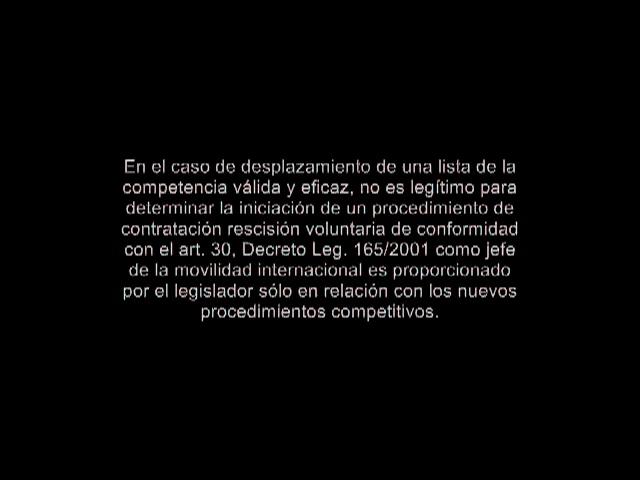 En el caso de desplazamiento de una lista de la
competencia válida y eficaz, no es legítimo para
determinar la iniciación de un procedimiento de
contratación rescisión voluntaria de conformidad
con el art. 30, Decreto Leg. 165/2001 como jefe
de la movilidad internacional es proporcionado
por el legislador sólo en relación con los nuevos
procedimientos competitivos.